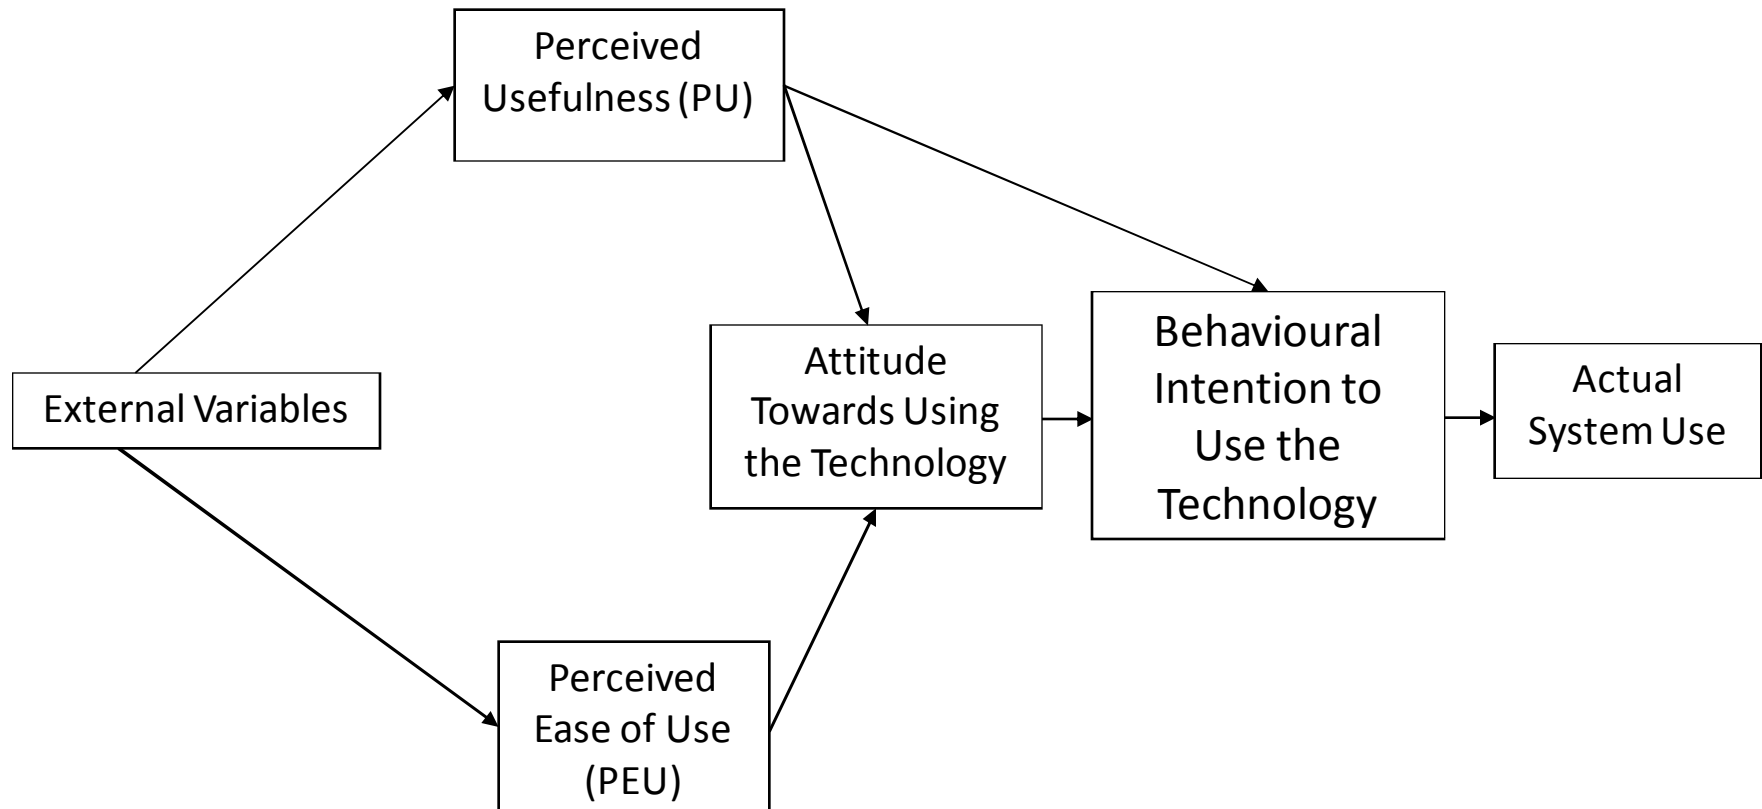 Perceived
Usefulness (PU)
External Variables
Attitude
Towards Using
the Technology
Behavioural
Intention to
Use the
Technology
Actual
System Use
Perceived
Ease of Use
(PEU)